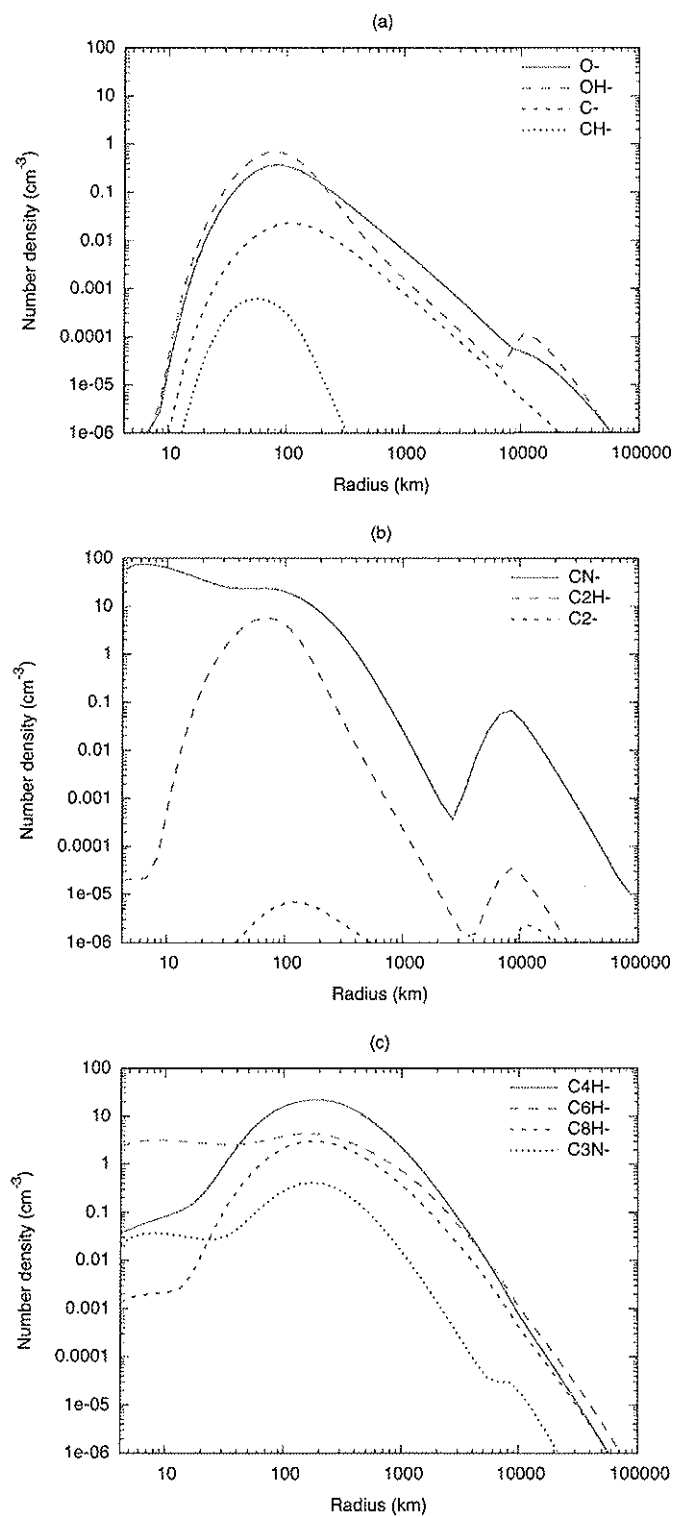 (a)
100
10
1
0.1
0.01
0.001
0.0001
1e-05
1e-06
Number density (cm-3)
O-
OH-
C-
CH-
10
100
1000
10000
100000
Radius (km)
(b)
100
10
1
0.1
0.01
0.001
0.0001
1e-05
1e-06
Number density (cm-3)
CN-
C2H-
C2-
10
100
1000
10000
100000
Radius (km)
(c)
100
10
1
0.1
0.01
0.001
0.0001
1e-05
1e-06
Number density (cm-3)
C4H-
C6H-
C8H-
C3N-
10
100
1000
10000
100000
Radius (km)